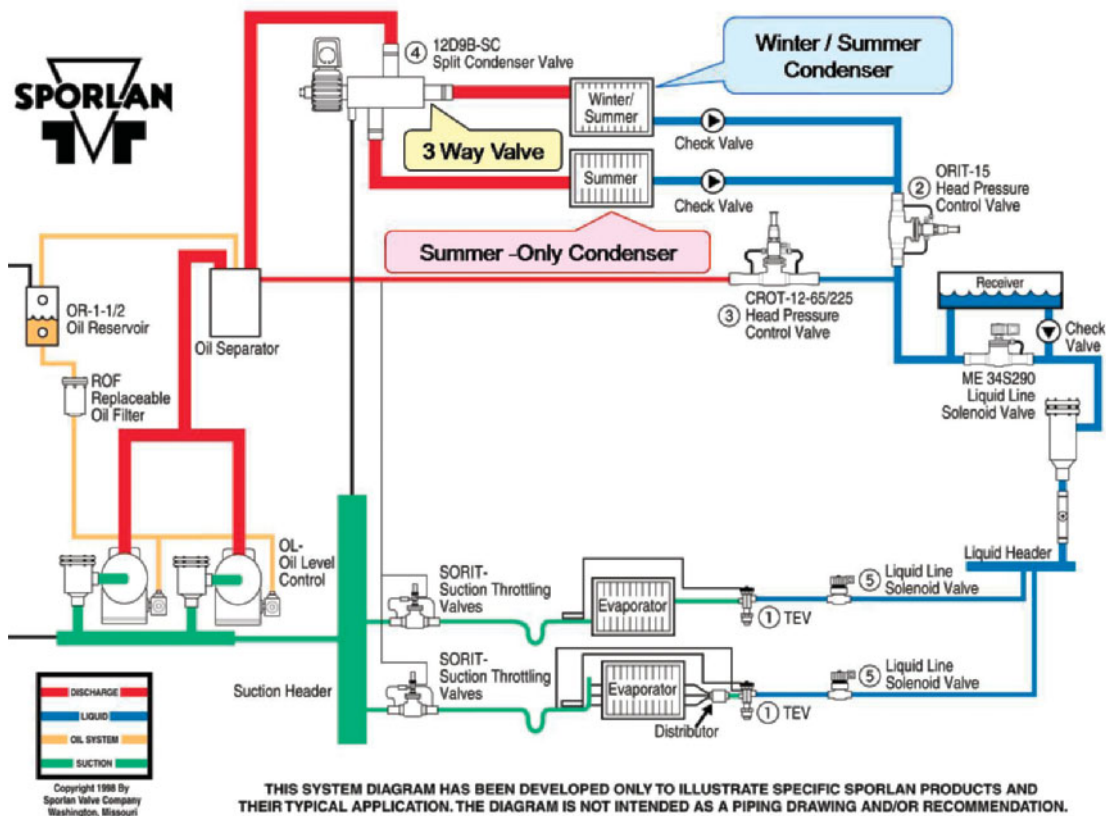 SPORLAN
④ 12D9B-SC
Split Condenser Valve
Winter / Summer
Condenser
Winter/
Summer
Check Valve
3 Way Valve
Summer
Check Valve
② ORIT-15
Head Pressure
Control Valve
Summer -Only Condenser
OR-1-1/2
Oil Reservoir
Oil Separator
CROT-12-65/225
③ Head Pressure
Control Valve
Receiver
Check
Valve
ME 34S290
Liquid Line
Solenoid Valve
ROF
Replaceable
Oil Filter
OL-
Oil Level
Control
Liquid Header
SORIT-
Suction Throttling
Valves
Evaporator
① TEV
⑤ Liquid Line
Solenoid Valve
Suction Header
SORIT-
Suction Throttling
Valves
Evaporator
Distributor
① TEV
⑤ Liquid Line
Solenoid Valve
DISCHARGE
LIQUID
OIL SYSTEM
SUCTION
Copyright 1998 By
Sporlan Valve Company
Washington, Missouri
THIS SYSTEM DIAGRAM HAS BEEN DEVELOPED ONLY TO ILLUSTRATE SPECIFIC SPORLAN PRODUCTS AND
THEIR TYPICAL APPLICATION. THE DIAGRAM IS NOT INTENDED AS A PIPING DRAWING AND/OR RECOMMENDATION.